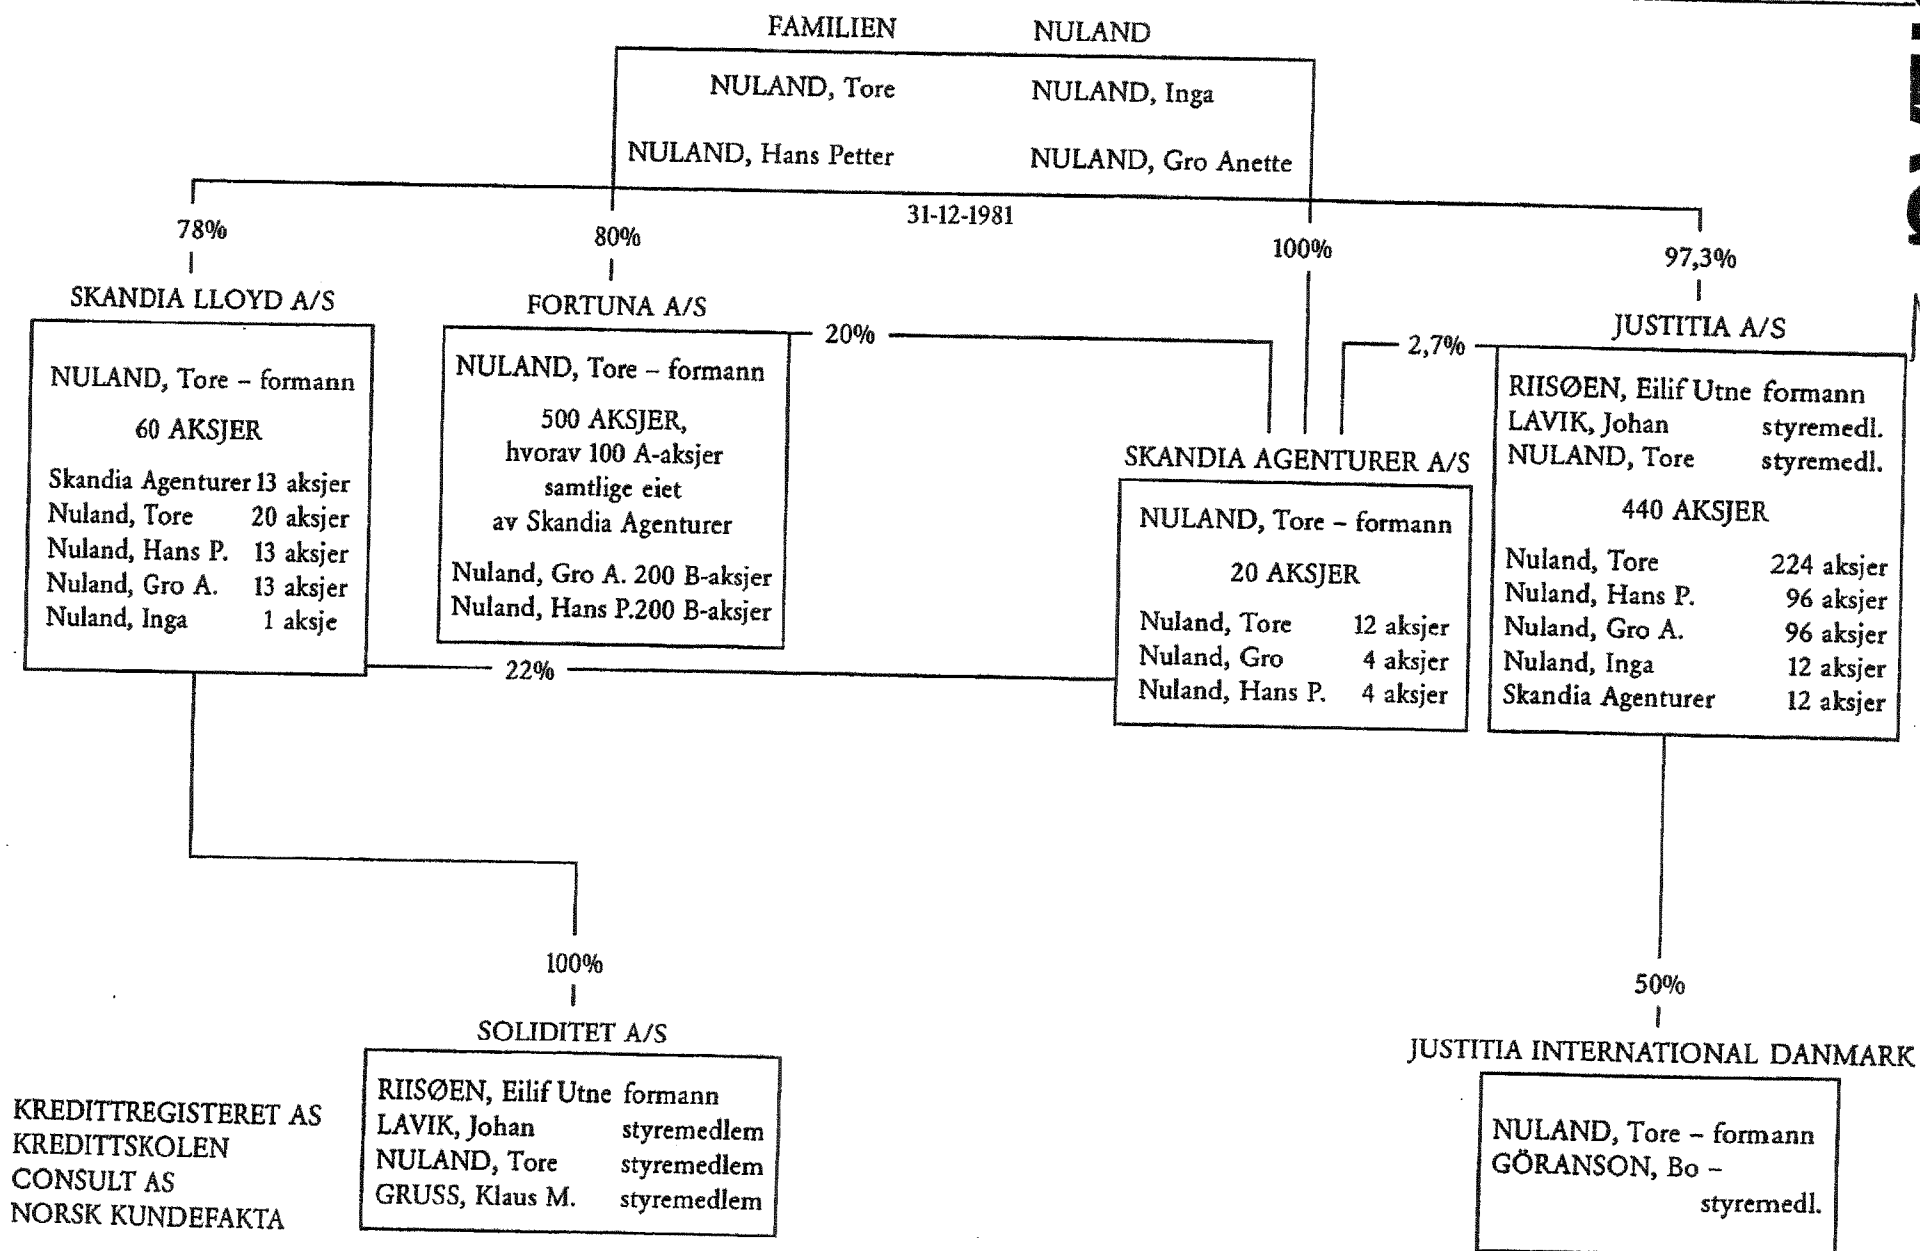 FAMILIEN NULAND
NULAND, Tore NULAND, Inga
NULAND, Hans Petter NULAND, Gro Anette
31-12-1981
78%
80%
100%
97,3%
SKANDIA LLOYD A/S
NULAND, Tore – formann
60 AKSJER
Skandia Agenturer 13 aksjer
Nuland, Tore 20 aksjer
Nuland, Hans P. 13 aksjer
Nuland, Gro A. 13 aksjer
Nuland, Inga 1 aksje
FORTUNA A/S
NULAND, Tore – formann
500 AKSJER,
hvorav 100 A-aksjer
samtlige eiet
av Skandia Agenturer
Nuland, Gro A. 200 B-aksjer
Nuland, Hans P.200 B-aksjer
20%
2,7%
22%
SKANDIA AGENTURER A/S
NULAND, Tore – formann
20 AKSJER
Nuland, Tore 12 aksjer
Nuland, Gro 4 aksjer
Nuland, Hans P. 4 aksjer
JUSTITIA A/S
RIISØEN, Eilif Utne formann
LAVIK, Johan styremedl.
NULAND, Tore styremedl.
440 AKSJER
Nuland, Tore 224 aksjer
Nuland, Hans P. 96 aksjer
Nuland, Gro A. 96 aksjer
Nuland, Inga 12 aksjer
Skandia Agenturer 12 aksjer
100%
SOLIDITET A/S
RIISØEN, Eilif Utne formann
LAVIK, Johan styremedlem
NULAND, Tore styremedlem
GRUSS, Klaus M. styremedlem
KREDITTREGISTERET AS
KREDITTSKOLEN
CONSULT AS
NORSK KUNDEFAKTA
50%
JUSTITIA INTERNATIONAL DANMARK
NULAND, Tore – formann
GÖRANSON, Bo –
styremedl.